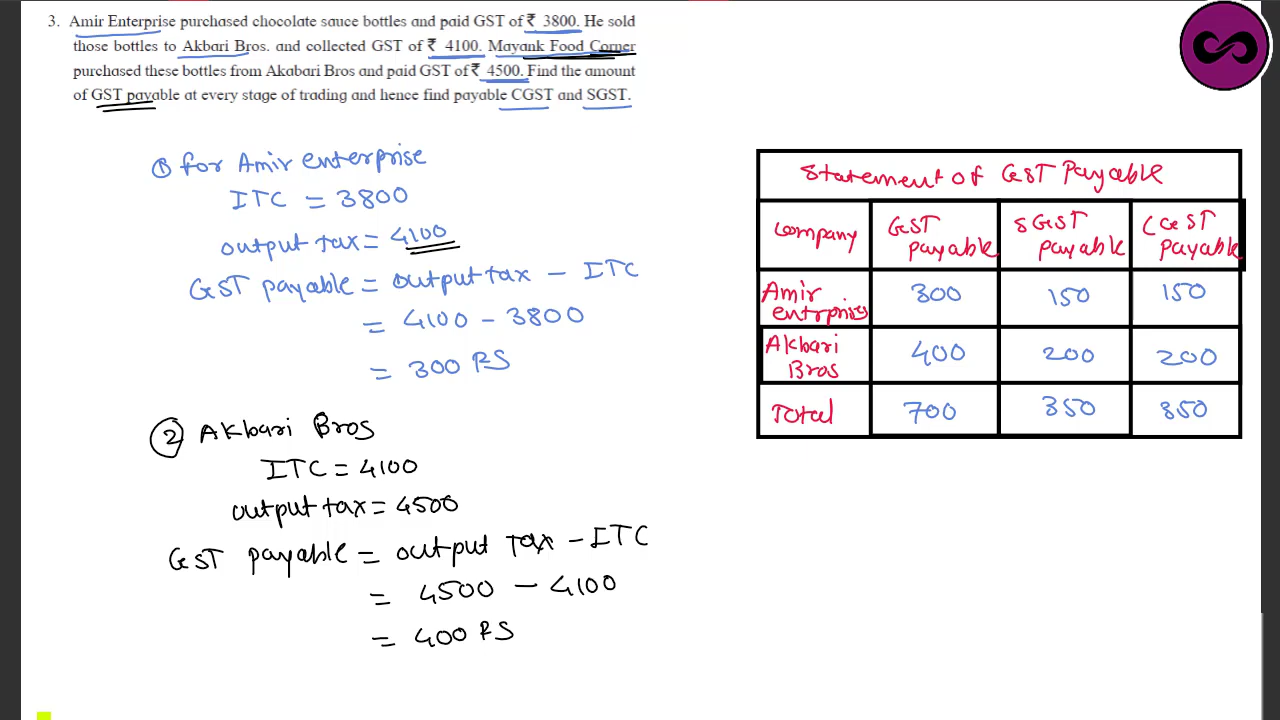 3. Amir Enterprise purchased chocolate sauce bottles and paid GST of ₹ 3800. He sold
those bottles to Akbari Bros. and collected GST of ₹ 4100. Mayank Food Corner
purchased these bottles from Akabari Bros and paid GST of ₹ 4500. Find the amount
of GST payable at every stage of trading and hence find payable CGST and SGST.
① for Amir enterprise
ITC = 3800
output tax = 4100
GST payable = output tax - ITC
= 4100 - 3800
= 300 RS
② Akbari Bros
ITC = 4100
output tax = 4500
GST payable = output tax - ITC
= 4500 - 4100
= 400 RS
Statement of GST Payable
Company GST payable SGST payable CGST payable
Amir entrprises 300 150 150
Akbari Bros 400 200 200
Total 700 350 350